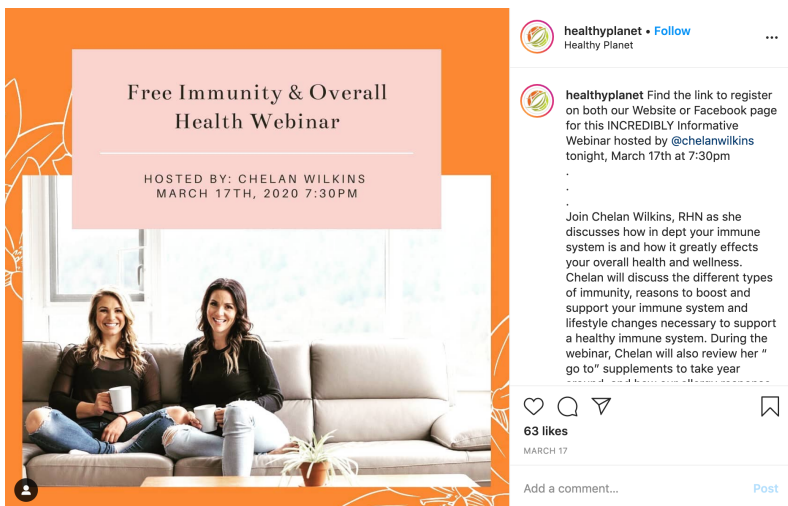 Free Immunity & Overall
Health Webinar
HOSTED BY: CHELAN WILKINS
MARCH 17TH, 2020 7:30PM
healthyplanet • Follow
Healthy Planet
healthyplanet Find the link to register
on both our Website or Facebook page
for this INCREDIBLY Informative
Webinar hosted by @chelanwilkins
tonight, March 17th at 7:30pm
.
.
.
Join Chelan Wilkins, RHN as she
discusses how in dept your immune
system is and how it greatly effects
your overall health and wellness.
Chelan will discuss the different types
of immunity, reasons to boost and
support your immune system and
lifestyle changes necessary to support
a healthy immune system. During the
webinar, Chelan will also review her “
go to” supplements to take year
around, and how our allergy response
63 likes
MARCH 17
Add a comment...
Post